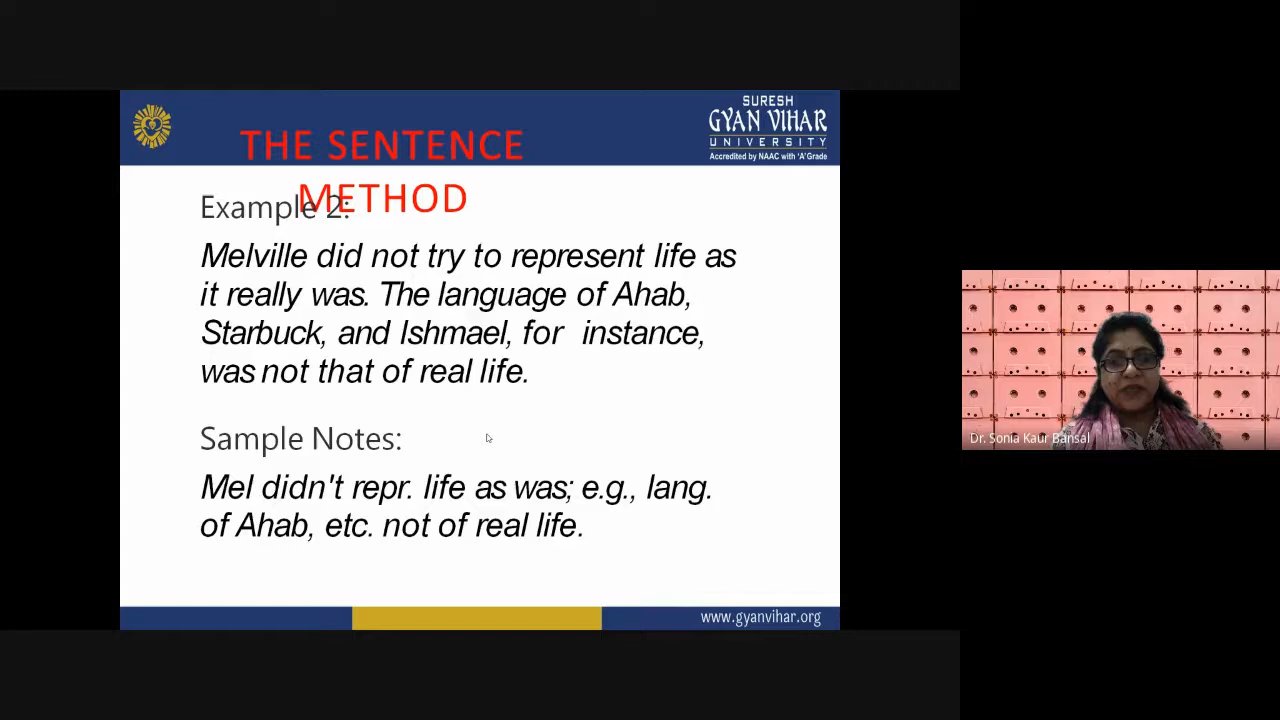 SURESH
GYAN VIHAR
UNIVERSITY
Accredited by NAAC with 'A' Grade
THE SENTENCE
METHOD
Example 2:
Melville did not try to represent life as
it really was. The language of Ahab,
Starbuck, and Ishmael, for instance,
was not that of real life.
Sample Notes:
Mel didn't repr. life as was; e.g., lang.
of Ahab, etc. not of real life.
www.gyanvihar.org
Dr. Sonia Kaur Bansal